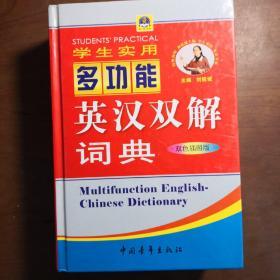 STUDENTS' PRACTICAL
学生实用
多功能
英汉双解
词典
双色插图版
Multifunction English-
Chinese Dictionary
中国青年出版社